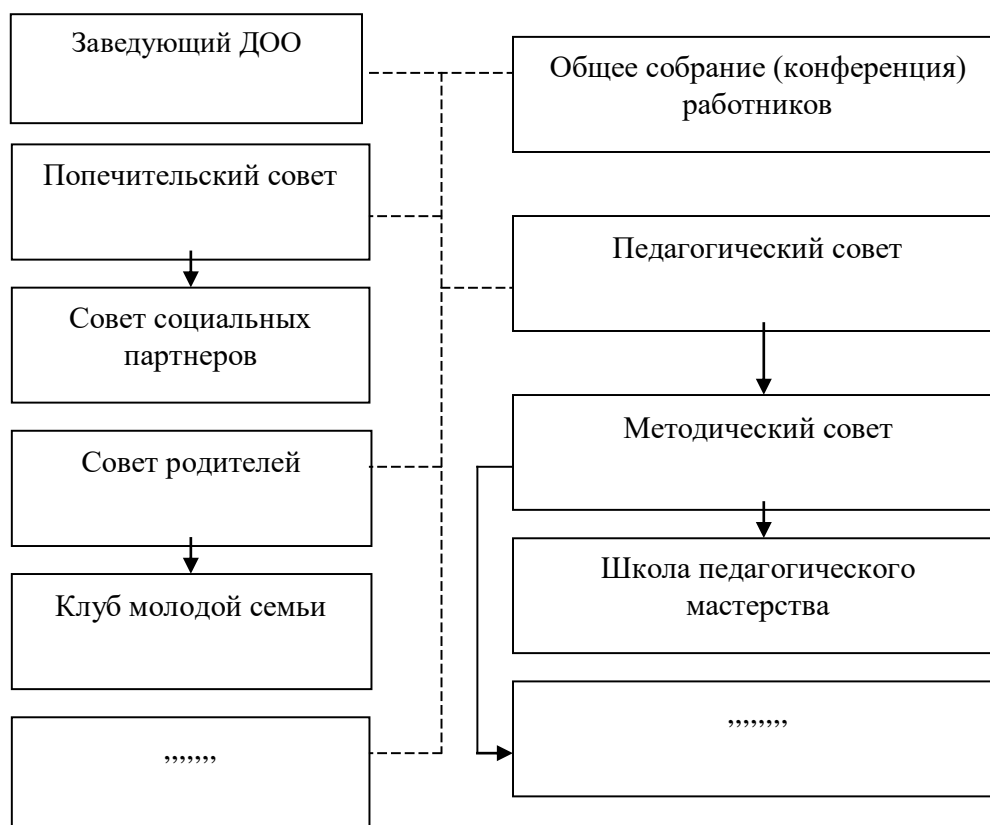 Заведующий ДОО
Общее собрание (конференция)
работников
Попечительский совет
Педагогический совет
Совет социальных
партнеров
Методический совет
Совет родителей
Школа педагогического
мастерства
Клуб молодой семьи
,,,,,,,
,,,,,,,,